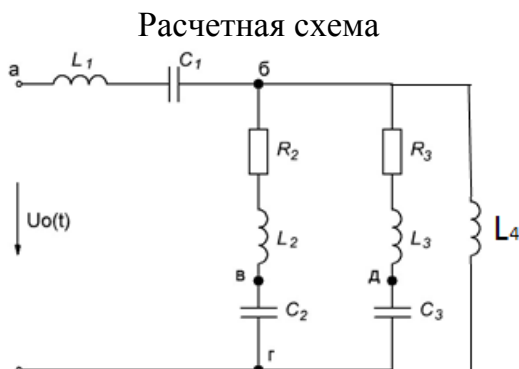 Расчетная схема
а L1 C1 б
R2 R3
Uo(t) L2 L3 L4
в д
C2 C3
г